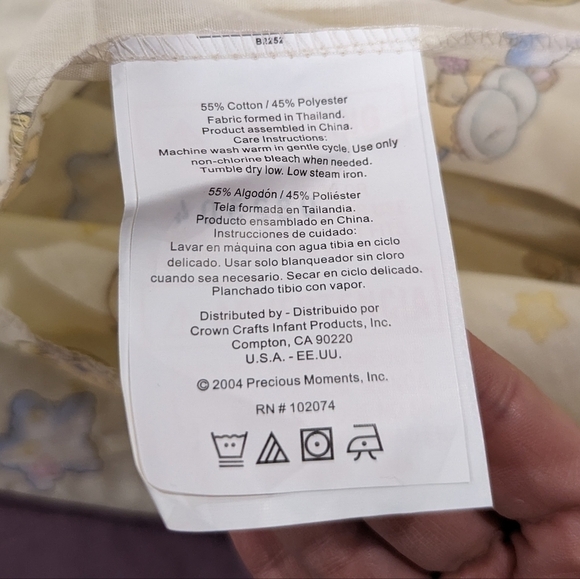 55% Cotton / 45% Polyester
Fabric formed in Thailand.
Product assembled in China.
Care Instructions:
Machine wash warm in gentle cycle. Use only
non-chlorine bleach when needed.
Tumble dry low. Low steam iron.
55% Algodón / 45% Poliéster
Tela formada en Tailandia.
Producto ensamblado en China.
Instrucciones de cuidado:
Lavar en máquina con agua tibia en ciclo
delicado. Usar solo blanqueador sin cloro
cuando sea necesario. Secar en ciclo delicado.
Planchado tibio con vapor.
Distributed by - Distribuido por
Crown Crafts Infant Products, Inc.
Compton, CA 90220
U.S.A. - EE.UU.
© 2004 Precious Moments, Inc.
RN # 102074